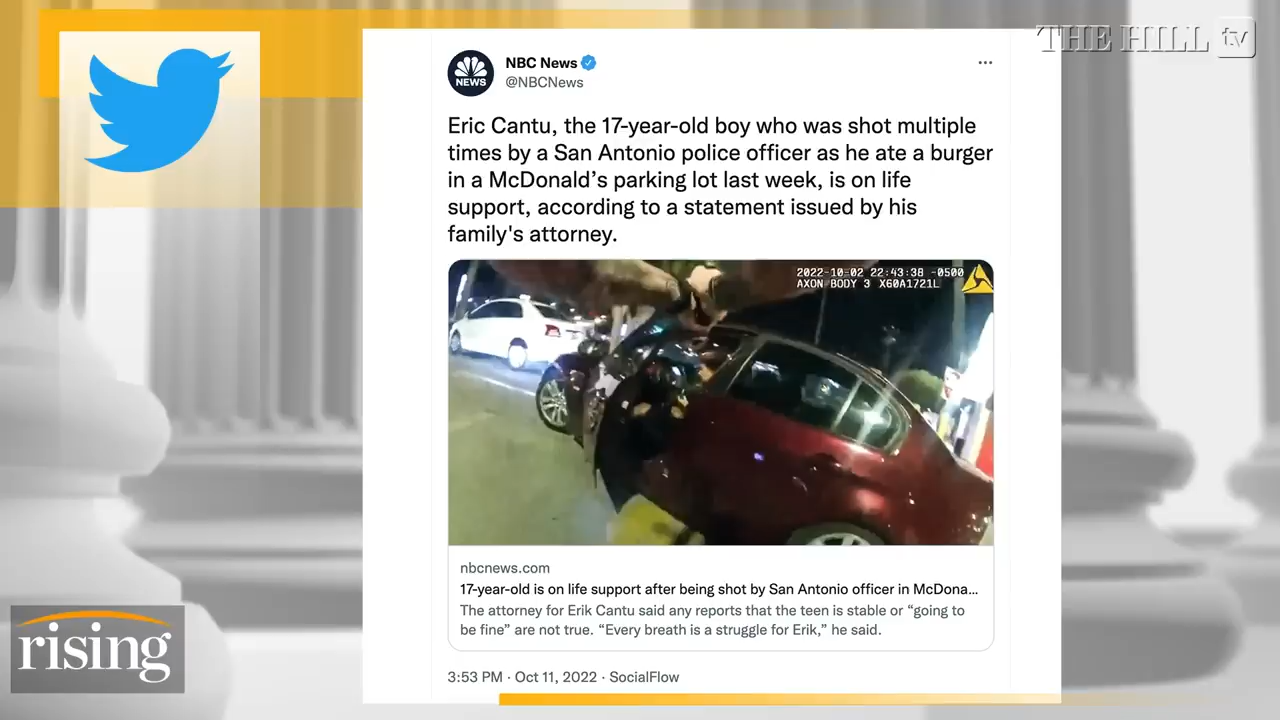 THE HILL tv
NEWS
NBC News
@NBCNews
Eric Cantu, the 17-year-old boy who was shot multiple
times by a San Antonio police officer as he ate a burger
in a McDonald’s parking lot last week, is on life
support, according to a statement issued by his
family's attorney.
2022-10-02 22:43:38 -0500
AXON BODY 3 X60A1721L
nbcnews.com
17-year-old is on life support after being shot by San Antonio officer in McDona...
The attorney for Erik Cantu said any reports that the teen is stable or “going to
be fine” are not true. “Every breath is a struggle for Erik,” he said.
3:53 PM · Oct 11, 2022 · SocialFlow
rising